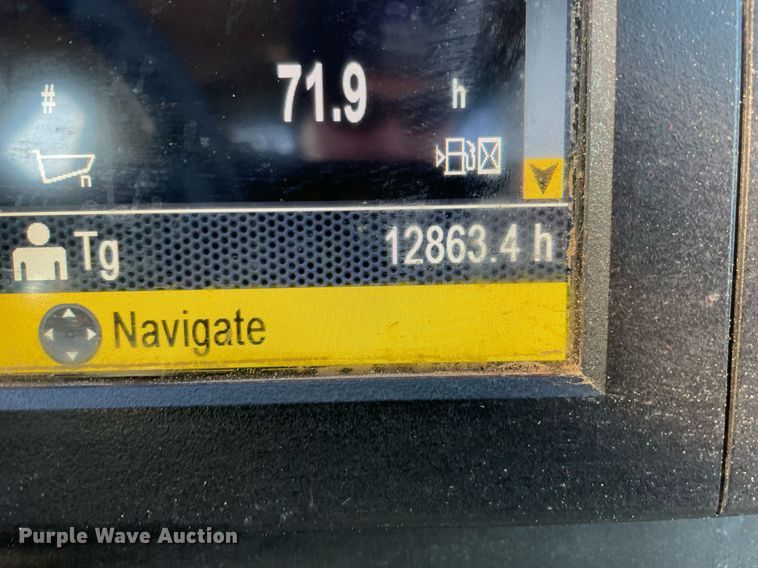 #
71.9 h
n
Tg 12863.4 h
Navigate
Purple Wave Auction